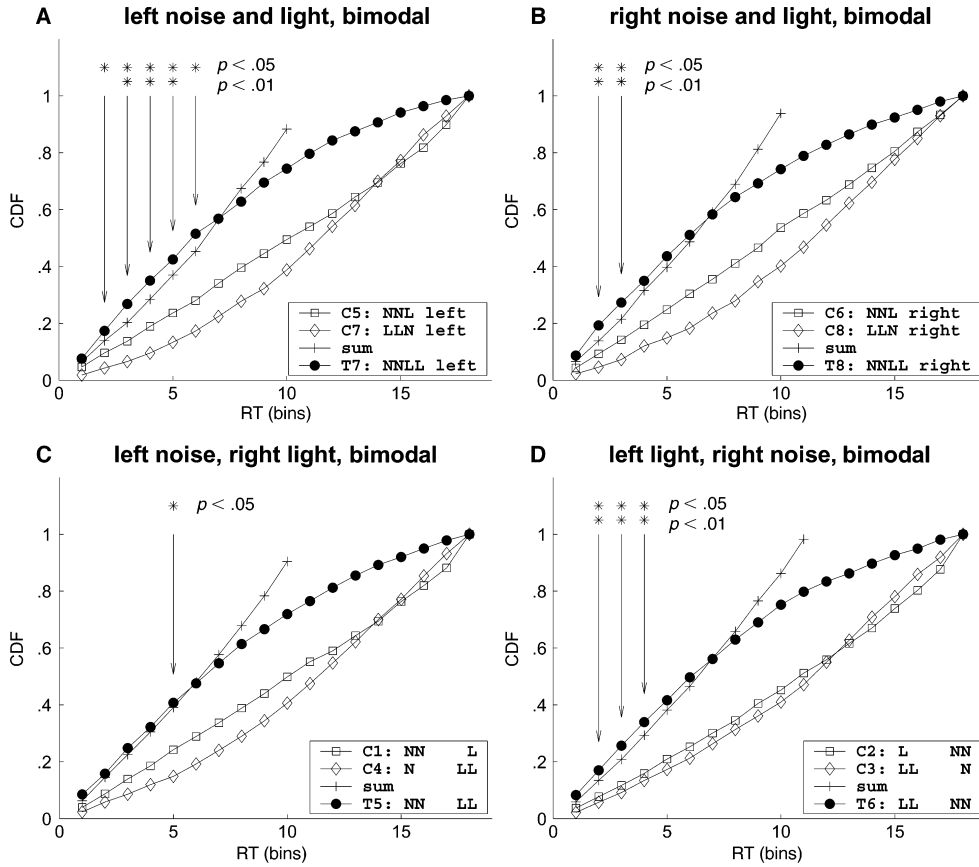 A left noise and light, bimodal
* * * * * p < .05
* * * p < .01
1
.8
.6
.4
.2
0
CDF
C5: NNL left
C7: LLN left
sum
T7: NNLL left
0 5 10 15
RT (bins)
B right noise and light, bimodal
* * p < .05
* * p < .01
1
.8
.6
.4
.2
0
CDF
C6: NNL right
C8: LLN right
sum
T8: NNLL right
0 5 10 15
RT (bins)
C left noise, right light, bimodal
* p < .05
1
.8
.6
.4
.2
0
CDF
C1: NN L
C4: N LL
sum
T5: NN LL
0 5 10 15
RT (bins)
D left light, right noise, bimodal
* * * p < .05
* * * p < .01
1
.8
.6
.4
.2
0
CDF
C2: L NN
C3: LL N
sum
T6: LL NN
0 5 10 15
RT (bins)